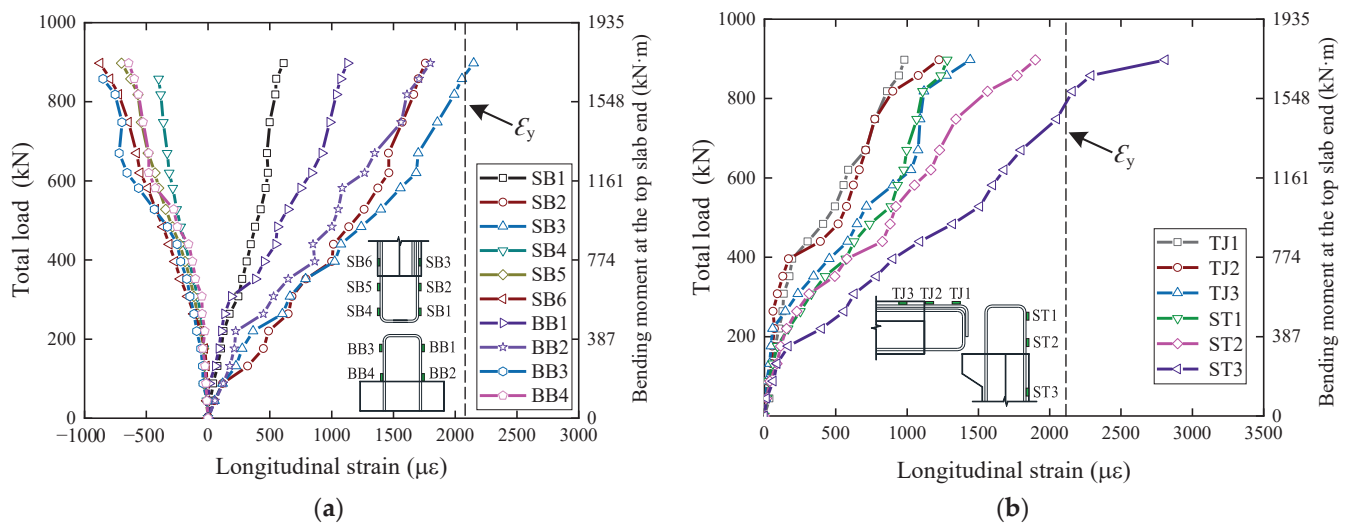 1000
800
600
400
200
0
−1000
−500
0
500
1000
1500
2000
2500
3000
Total load (kN)
Longitudinal strain (με)
1935
1548
1161
774
387
0
Bending moment at the top slab end (kN·m)
εy
SB1
SB2
SB3
SB4
SB5
SB6
BB1
BB2
BB3
BB4
SB6 SB3
SB5 SB2
SB4 SB1
BB3 BB1
BB4 BB2
(a)
1000
800
600
400
200
0
0
500
1000
1500
2000
2500
3000
3500
Total load (kN)
Longitudinal strain (με)
1935
1548
1161
774
387
0
Bending moment at the top slab end (kN·m)
εy
TJ1
TJ2
TJ3
ST1
ST2
ST3
TJ3 TJ2 TJ1
ST1
ST2
ST3
(b)